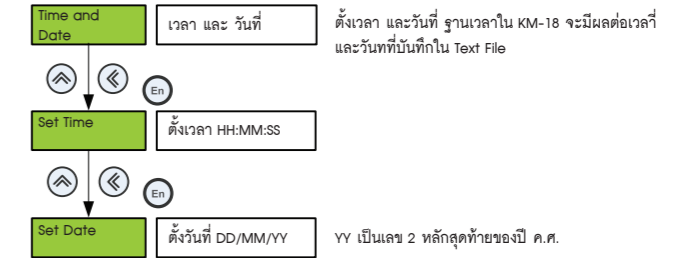 Time and
Date
เวลา และ วันที่
ตั้งเวลา และวันที่ ฐานเวลาใน KM-18 จะมีผลต่อเวลาี่
และวันทที่บันทึกใน Text File
En
Set Time
ตั้งเวลา HH:MM:SS
En
Set Date
ตั้งวันที่ DD/MM/YY
YY เป็นเลข 2 หลักสุดท้ายของปี ค.ศ.